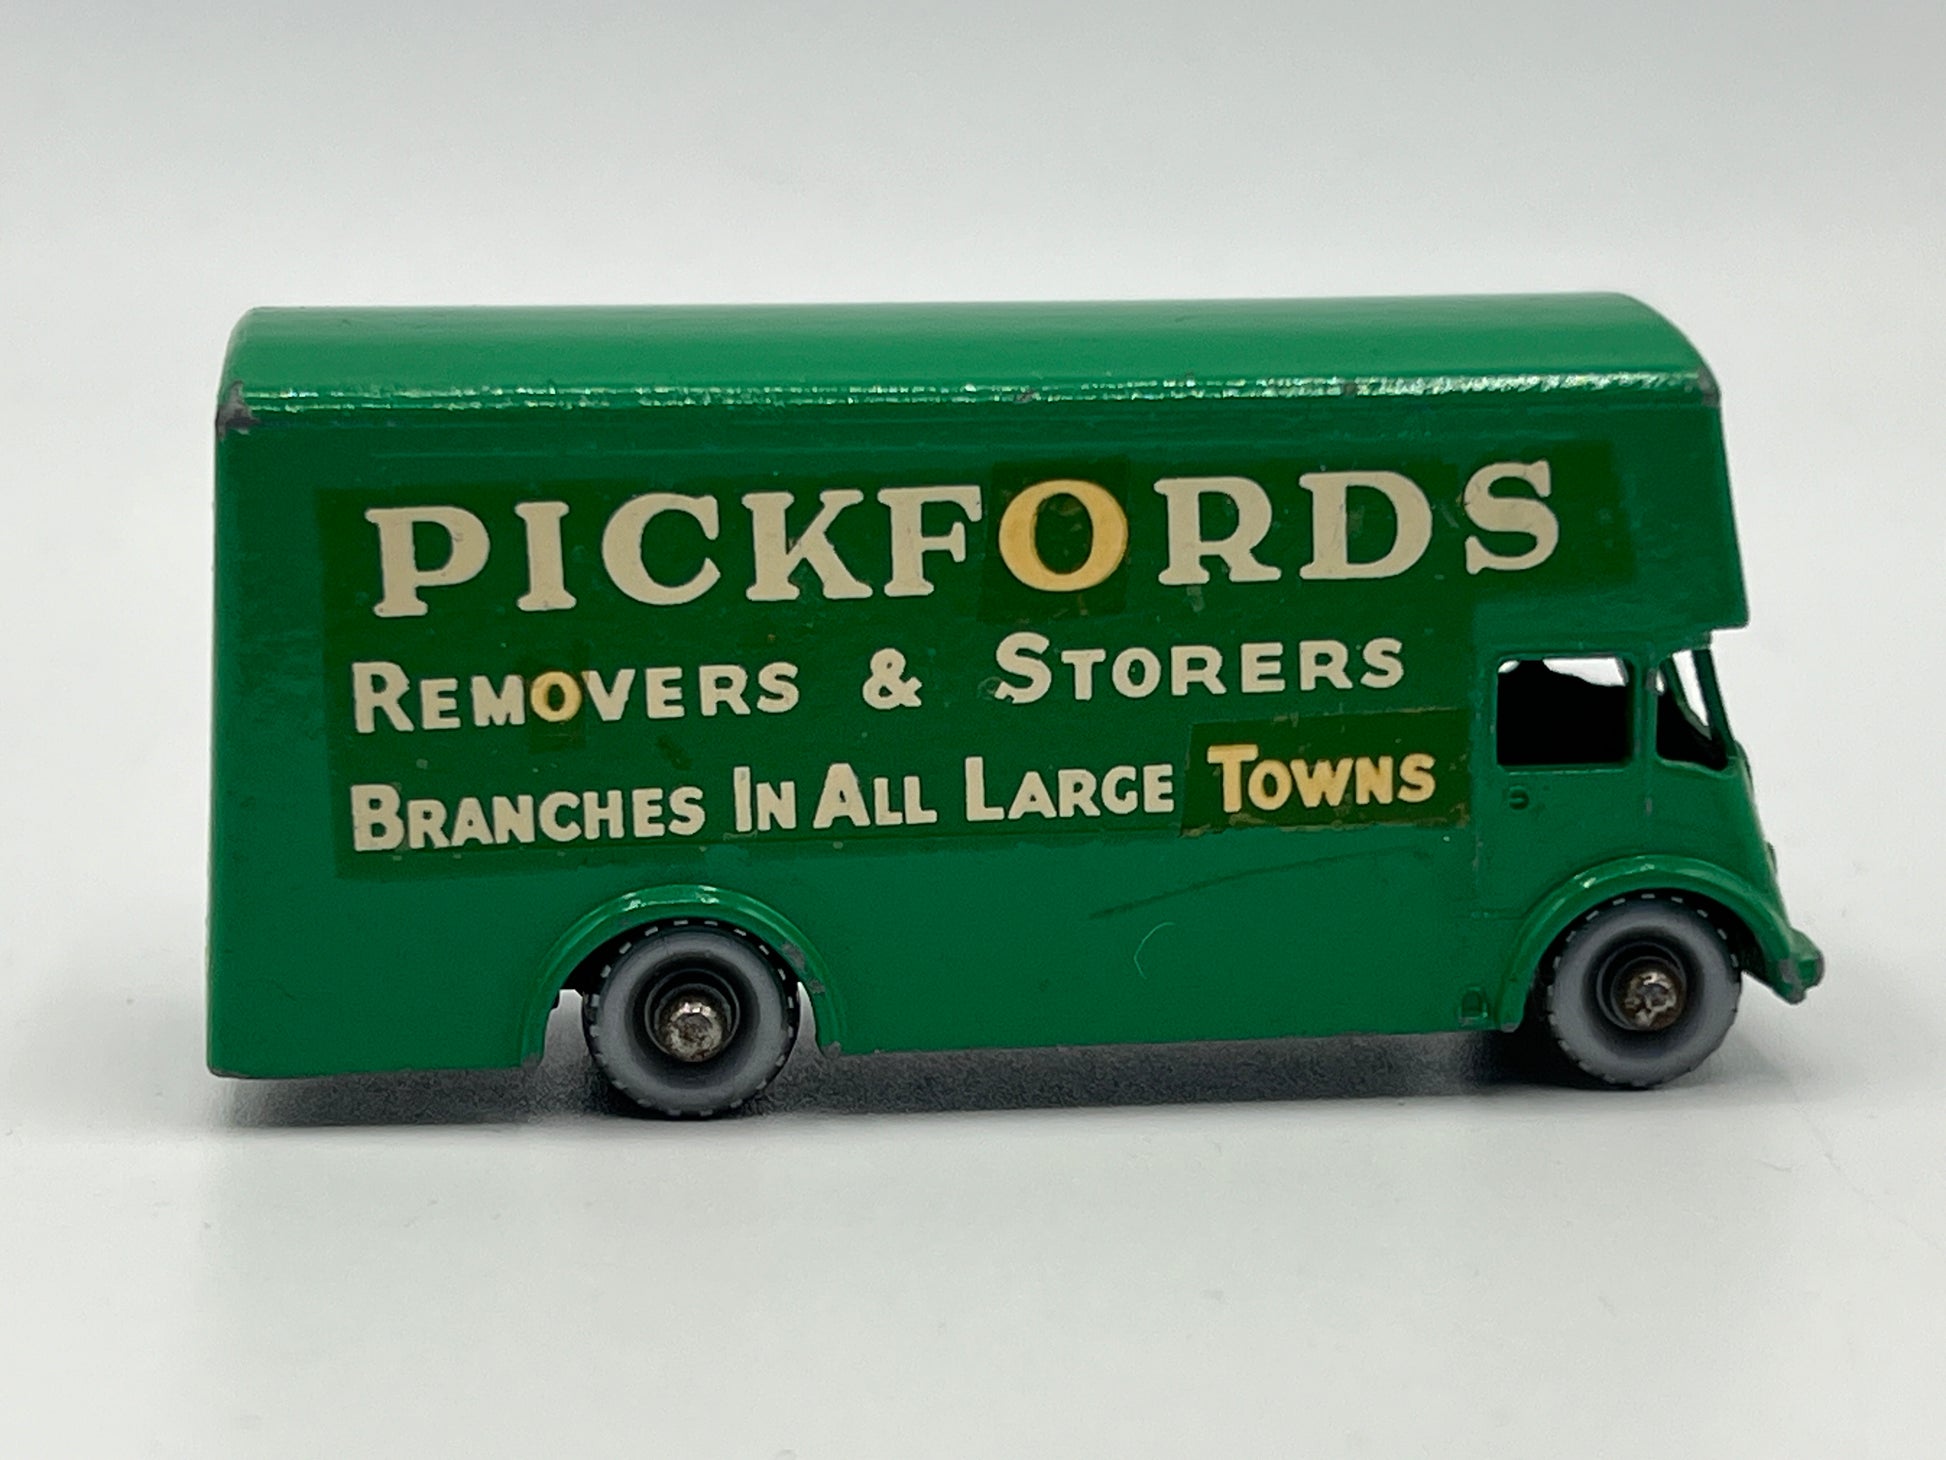 PICKFORDS
REMOVERS & STORERS
BRANCHES IN ALL LARGE TOWNS